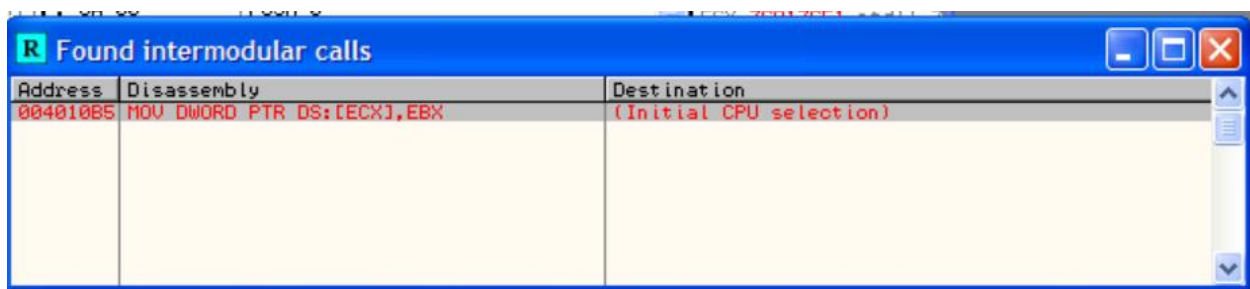 R Found intermodular calls
Address Disassembly Destination
004010B5 MOV DWORD PTR DS:[ECX],EBX (Initial CPU selection)